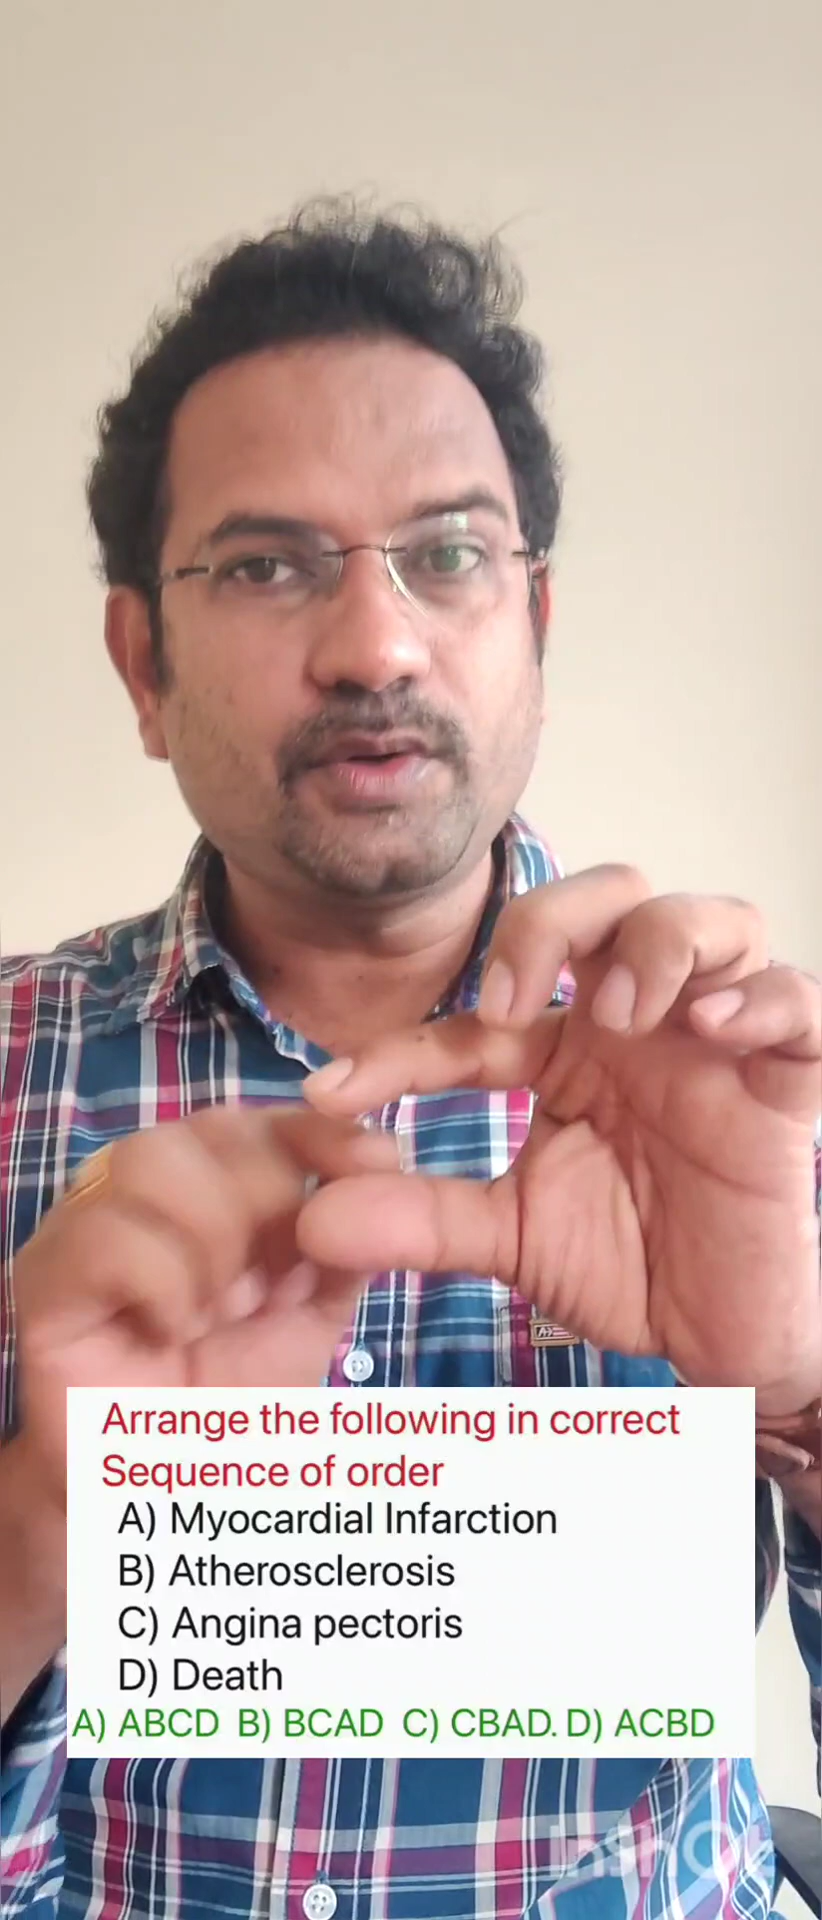 Arrange the following in correct
Sequence of order
A) Myocardial Infarction
B) Atherosclerosis
C) Angina pectoris
D) Death
A) ABCD B) BCAD C) CBAD. D) ACBD